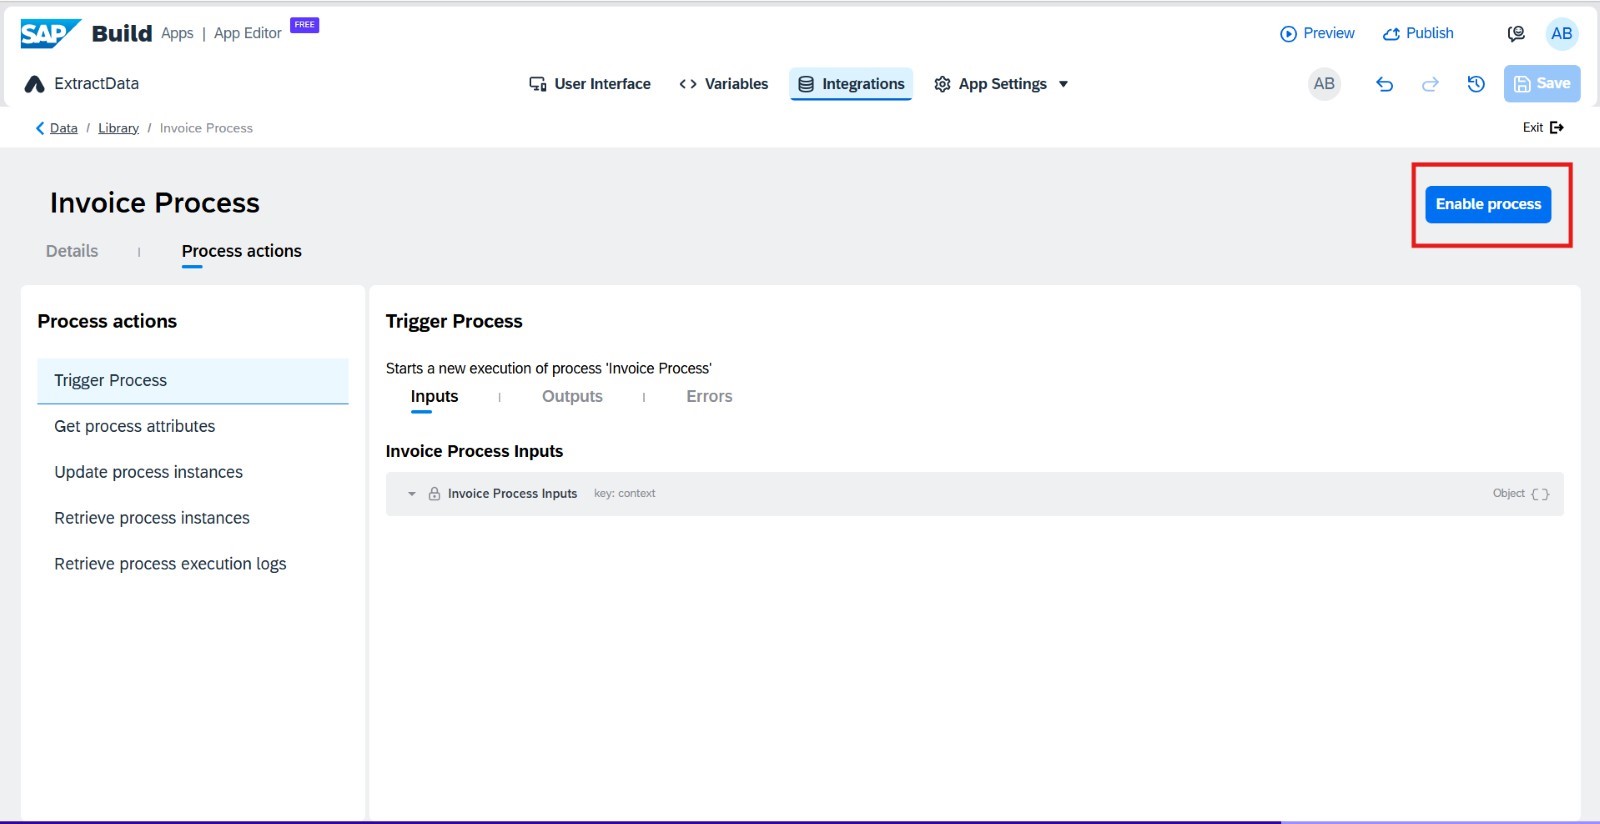 SAP Build Apps | App Editor FREE Preview Publish AB
ExtractData User Interface Variables Integrations App Settings AB Save
Data / Library / Invoice Process Exit
Invoice Process Enable process
Details | Process actions
Process actions
Trigger Process
Get process attributes
Update process instances
Retrieve process instances
Retrieve process execution logs
Trigger Process
Starts a new execution of process 'Invoice Process'
Inputs | Outputs | Errors
Invoice Process Inputs
Invoice Process Inputs key: context Object { }